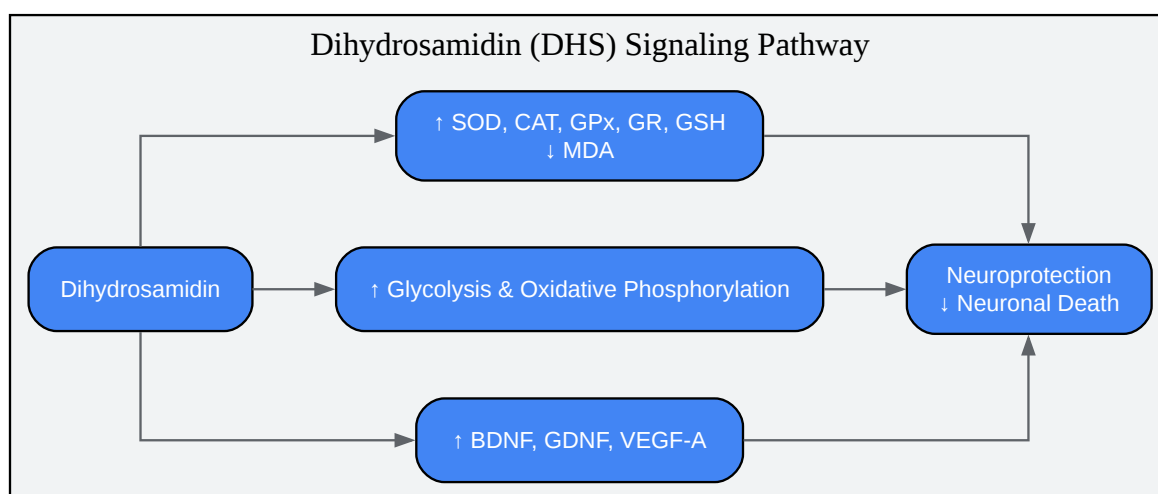 Dihydrosamidin (DHS) Signaling Pathway
↑ SOD, CAT, GPx, GR, GSH
↓ MDA
Dihydrosamidin
↑ Glycolysis & Oxidative Phosphorylation
Neuroprotection
↓ Neuronal Death
↑ BDNF, GDNF, VEGF-A